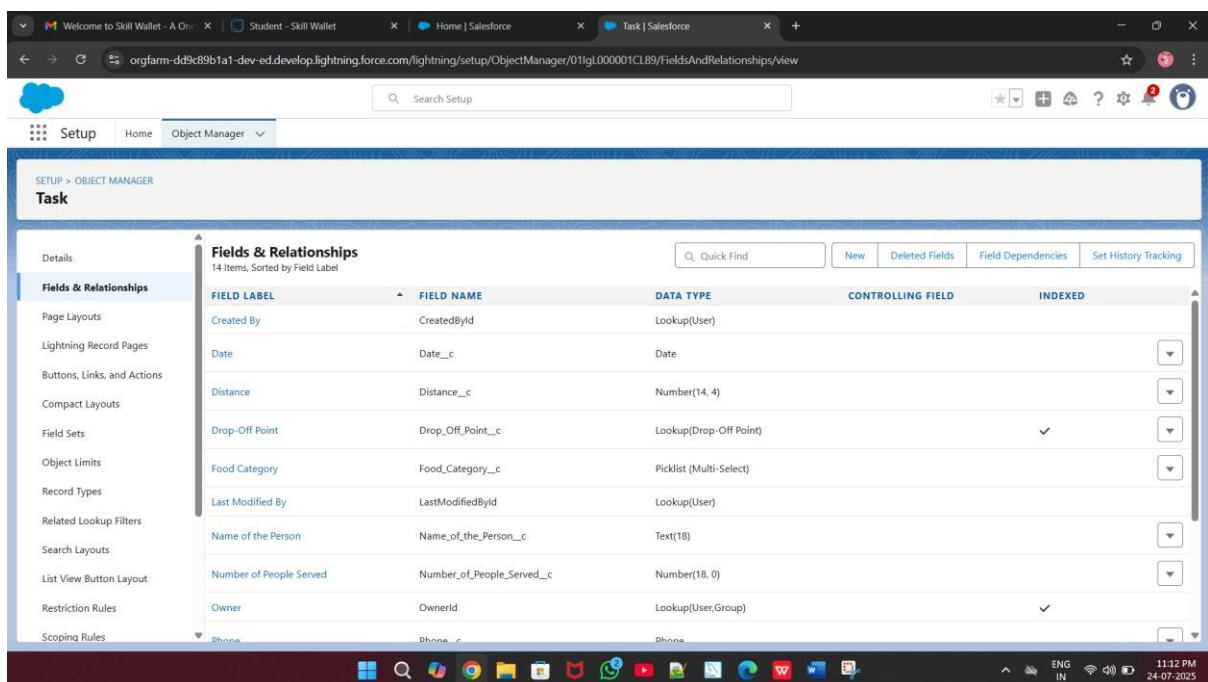 Welcome to Skill Wallet - A On
Student - Skill Wallet
Home | Salesforce
Task | Salesforce
orgfarm-dd9c89b1a1-dev-ed.develop.lightning.force.com/lightning/setup/ObjectManager/01IgL000001CL89/FieldsAndRelationships/view
Search Setup
2
Setup Home Object Manager
SETUP > OBJECT MANAGER
Task
Details
Fields & Relationships
Page Layouts
Lightning Record Pages
Buttons, Links, and Actions
Compact Layouts
Field Sets
Object Limits
Record Types
Related Lookup Filters
Search Layouts
List View Button Layout
Restriction Rules
Scoping Rules
Fields & Relationships
14 Items, Sorted by Field Label
Quick Find
New Deleted Fields Field Dependencies Set History Tracking
FIELD LABEL FIELD NAME DATA TYPE CONTROLLING FIELD INDEXED
Created By CreatedById Lookup(User)
Date Date__c Date
Distance Distance__c Number(14, 4)
Drop-Off Point Drop_Off_Point__c Lookup(Drop-Off Point)
Food Category Food_Category__c Picklist (Multi-Select)
Last Modified By LastModifiedById Lookup(User)
Name of the Person Name_of_the_Person__c Text(18)
Number of People Served Number_of_People_Served__c Number(18, 0)
Owner OwnerId Lookup(User,Group)
Phone Phone__c Phone
ENG
IN
11:12 PM
24-07-2025